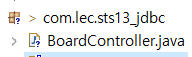 > com.lec.sts13_jdbc
> BoardController.java